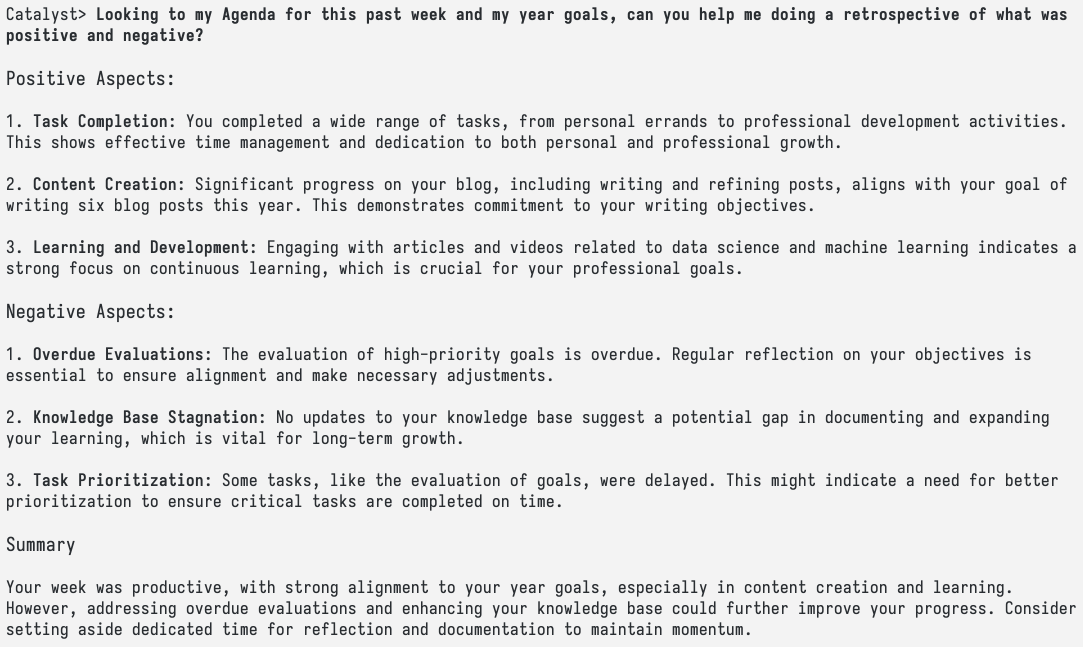 Catalyst> Looking to my Agenda for this past week and my year goals, can you help me doing a retrospective of what was
positive and negative?
Positive Aspects:
1. Task Completion: You completed a wide range of tasks, from personal errands to professional development activities.
This shows effective time management and dedication to both personal and professional growth.
2. Content Creation: Significant progress on your blog, including writing and refining posts, aligns with your goal of
writing six blog posts this year. This demonstrates commitment to your writing objectives.
3. Learning and Development: Engaging with articles and videos related to data science and machine learning indicates a
strong focus on continuous learning, which is crucial for your professional goals.
Negative Aspects:
1. Overdue Evaluations: The evaluation of high-priority goals is overdue. Regular reflection on your objectives is
essential to ensure alignment and make necessary adjustments.
2. Knowledge Base Stagnation: No updates to your knowledge base suggest a potential gap in documenting and expanding
your learning, which is vital for long-term growth.
3. Task Prioritization: Some tasks, like the evaluation of goals, were delayed. This might indicate a need for better
prioritization to ensure critical tasks are completed on time.
Summary
Your week was productive, with strong alignment to your year goals, especially in content creation and learning.
However, addressing overdue evaluations and enhancing your knowledge base could further improve your progress. Consider
setting aside dedicated time for reflection and documentation to maintain momentum.